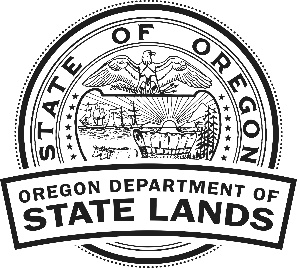 STATE OF OREGON
OREGON DEPARTMENT OF
STATE LANDS